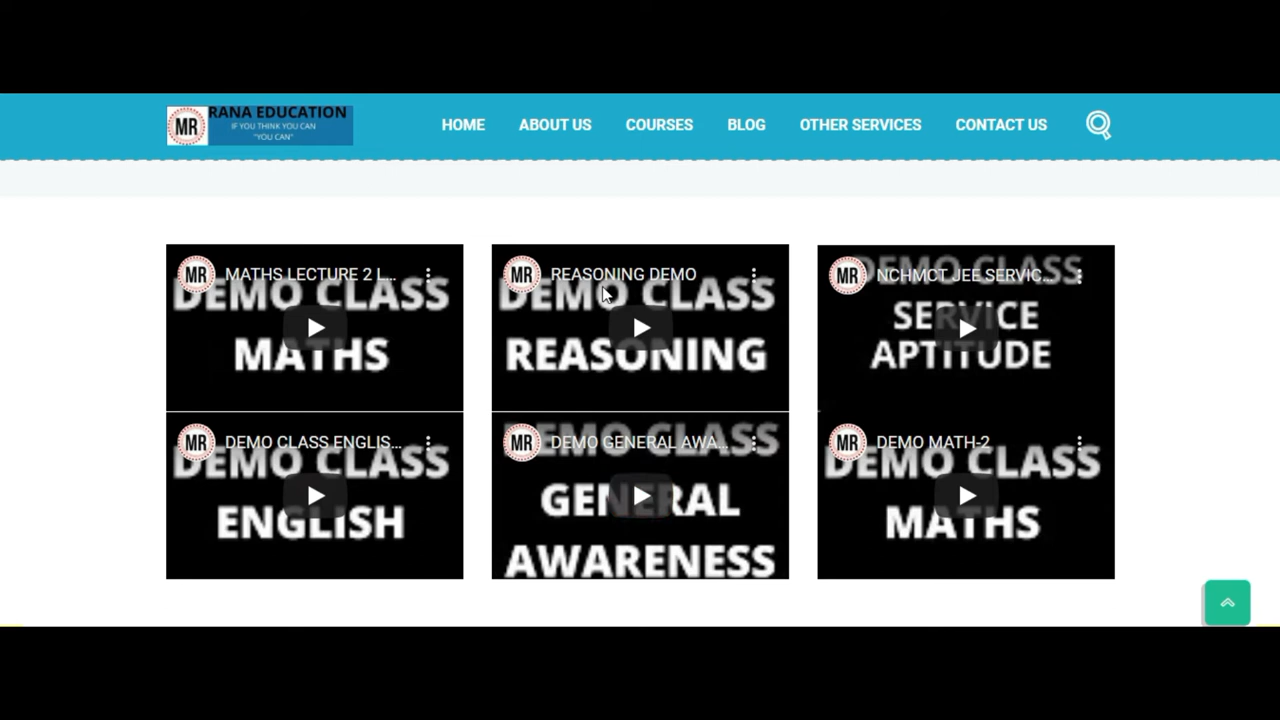 MR
RANA EDUCATION
IF YOU THINK YOU CAN
"YOU CAN"
HOME
ABOUT US
COURSES
BLOG
OTHER SERVICES
CONTACT US
MR
MATHS LECTURE 2 L...
DEMO CLASS
MATHS
MR
REASONING DEMO
DEMO CLASS
REASONING
MR
NCHMCT JEE SERVIC...
DEMO CLASS
SERVICE
APTITUDE
MR
DEMO CLASS ENGLIS...
DEMO CLASS
ENGLISH
MR
DEMO GENERAL AWA...
DEMO CLASS
GENERAL
AWARENESS
MR
DEMO MATH-2
DEMO CLASS
MATHS